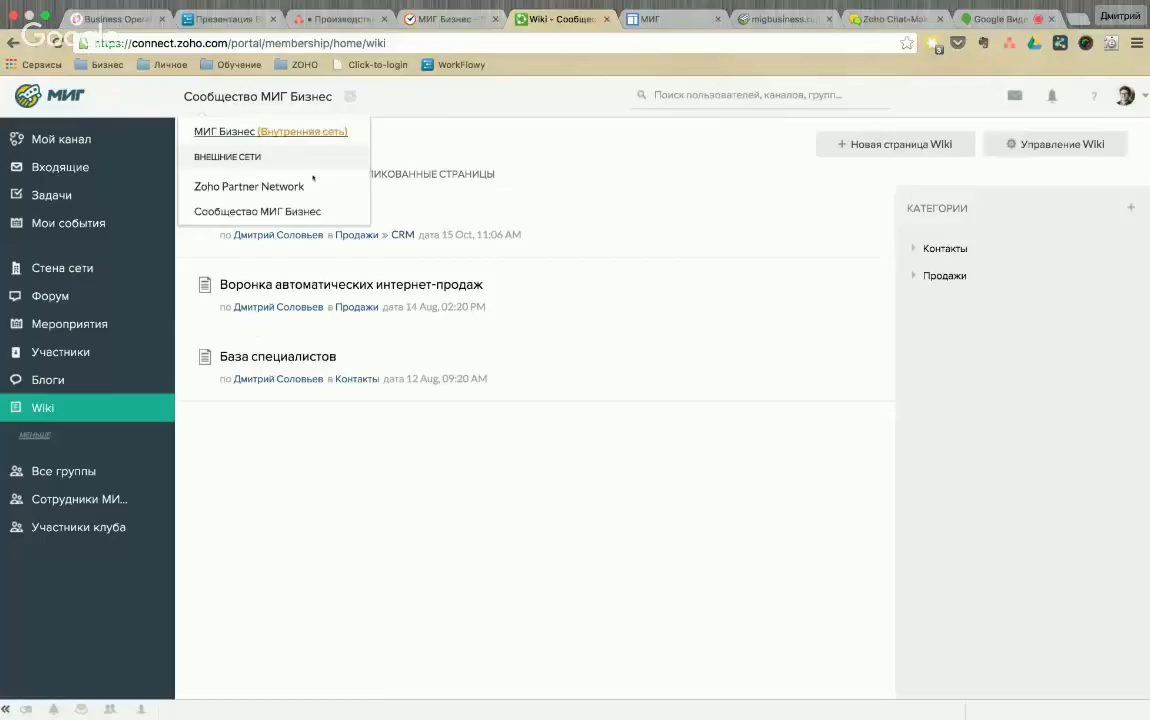 Business Opera
Презентация В
• Производств
МИГ Бизнес –
Wiki - Сообщес
МИГ
migbusiness.ru
Zoho Chat-Mak
Google Виде
Дмитрий
Google
https://connect.zoho.com/portal/membership/home/wiki
3
Сервисы
Бизнес
Личное
Обучение
ZOHO
Click-to-login
WorkFlowy
МИГ
Сообщество МИГ Бизнес
Поиск пользователей, каналов, групп...
?
Мой канал
Входящие
Задачи
Мои события
Стена сети
Форум
Мероприятия
Участники
Блоги
Wiki
МЕНЬШЕ
Все группы
Сотрудники МИ...
Участники клуба
МИГ Бизнес (Внутренняя сеть)
ВНЕШНИЕ СЕТИ
Zoho Partner Network
Сообщество МИГ Бизнес
+ Новая страница Wiki
Управление Wiki
ЛИКОВАННЫЕ СТРАНИЦЫ
по Дмитрий Соловьев в Продажи » CRM дата 15 Oct, 11:06 AM
Воронка автоматических интернет-продаж
по Дмитрий Соловьев в Продажи дата 14 Aug, 02:20 PM
База специалистов
по Дмитрий Соловьев в Контакты дата 12 Aug, 09:20 AM
КАТЕГОРИИ +
Контакты
Продажи